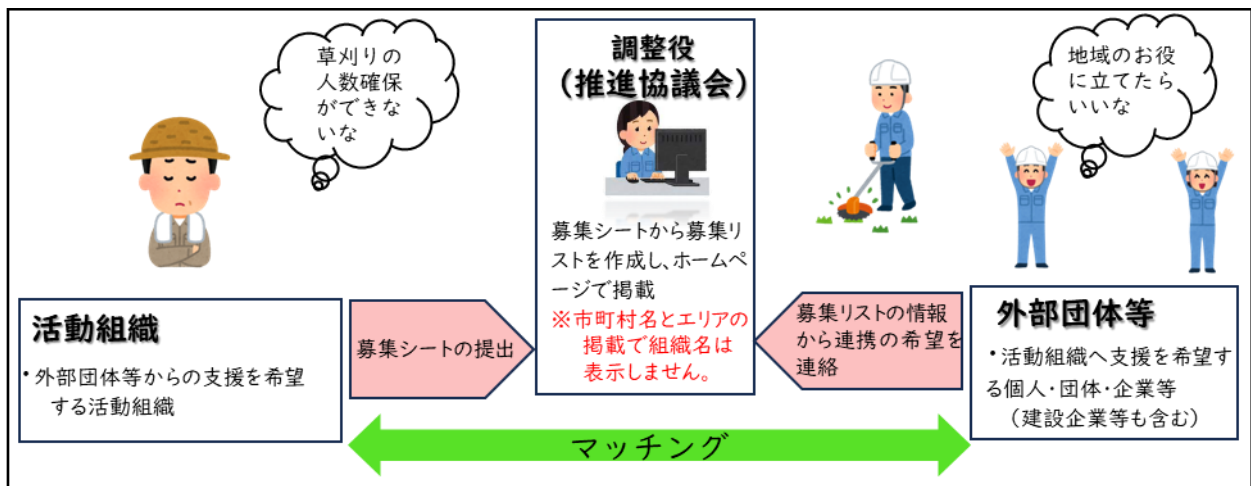 草刈りの
人数確保
ができな
いな
調整役
（推進協議会）
募集シートから募集リ
ストを作成し、ホームペ
ージで掲載
※市町村名とエリアの
掲載で組織名は
表示しません。
地域のお役
に立てたら
いいな
活動組織
・外部団体等からの支援を希望
する活動組織
募集シートの提出
募集リストの情報
から連携の希望を
連絡
外部団体等
・活動組織へ支援を希望す
る個人・団体・企業等
（建設企業等も含む）
マッチング